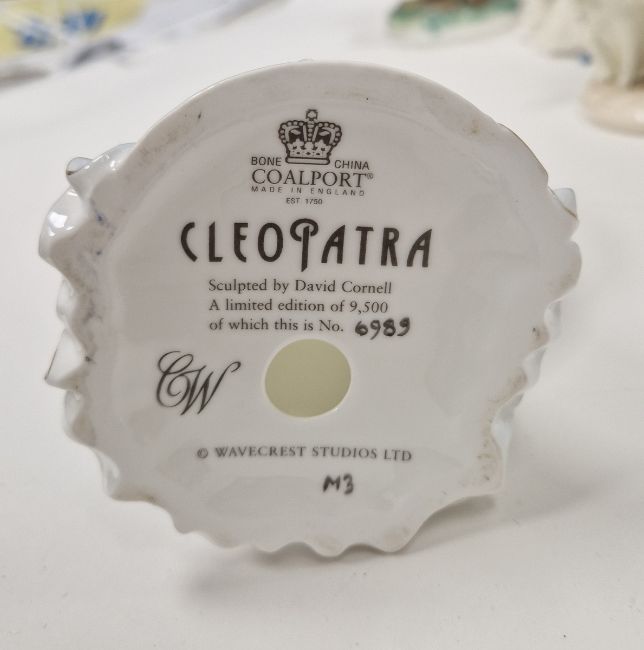 BONE CHINA
COALPORT®
MADE IN ENGLAND
EST 1750
CLEOPATRA
Sculpted by David Cornell
A limited edition of 9,500
of which this is No. 6989
CW
© WAVECREST STUDIOS LTD
M3